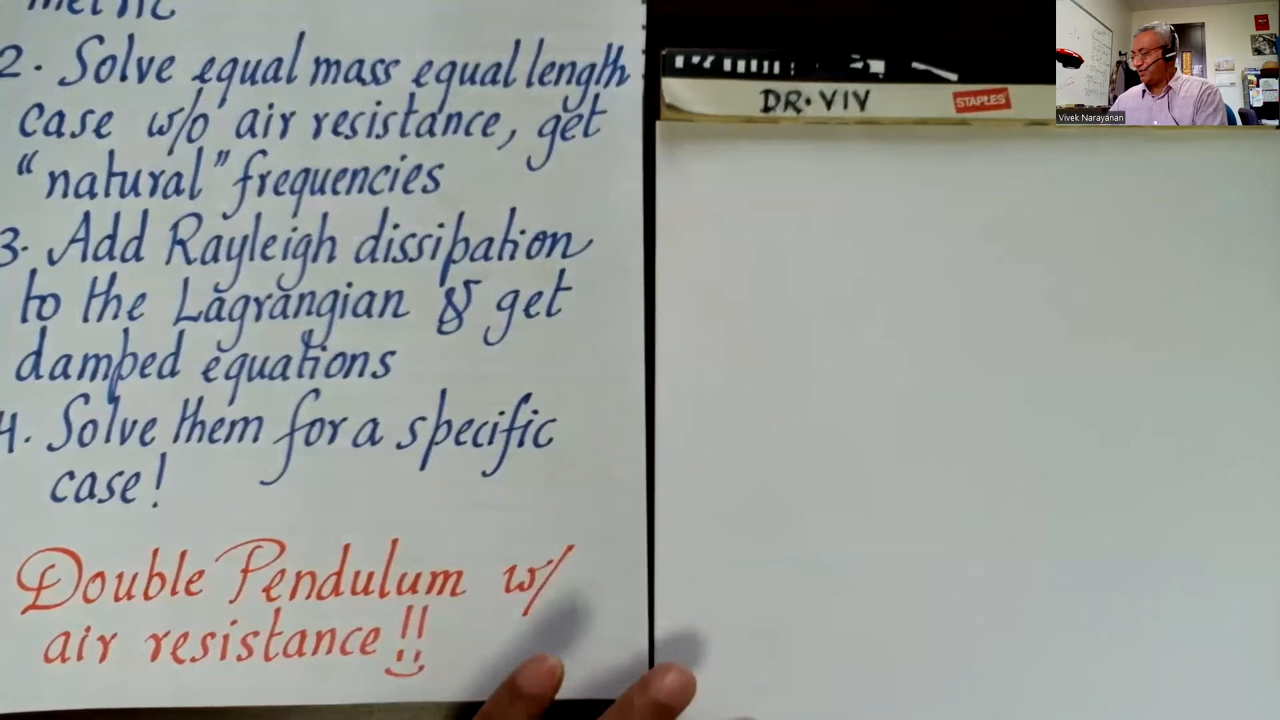 metric
2. Solve equal mass equal length
case w/o air resistance, get
"natural" frequencies
3. Add Rayleigh dissipation
to the Lagrangian & get
damped equations
4. Solve them for a specific
case!
Double Pendulum w/
air resistance!!
DR. VIV
STAPLES
Vivek Narayanan